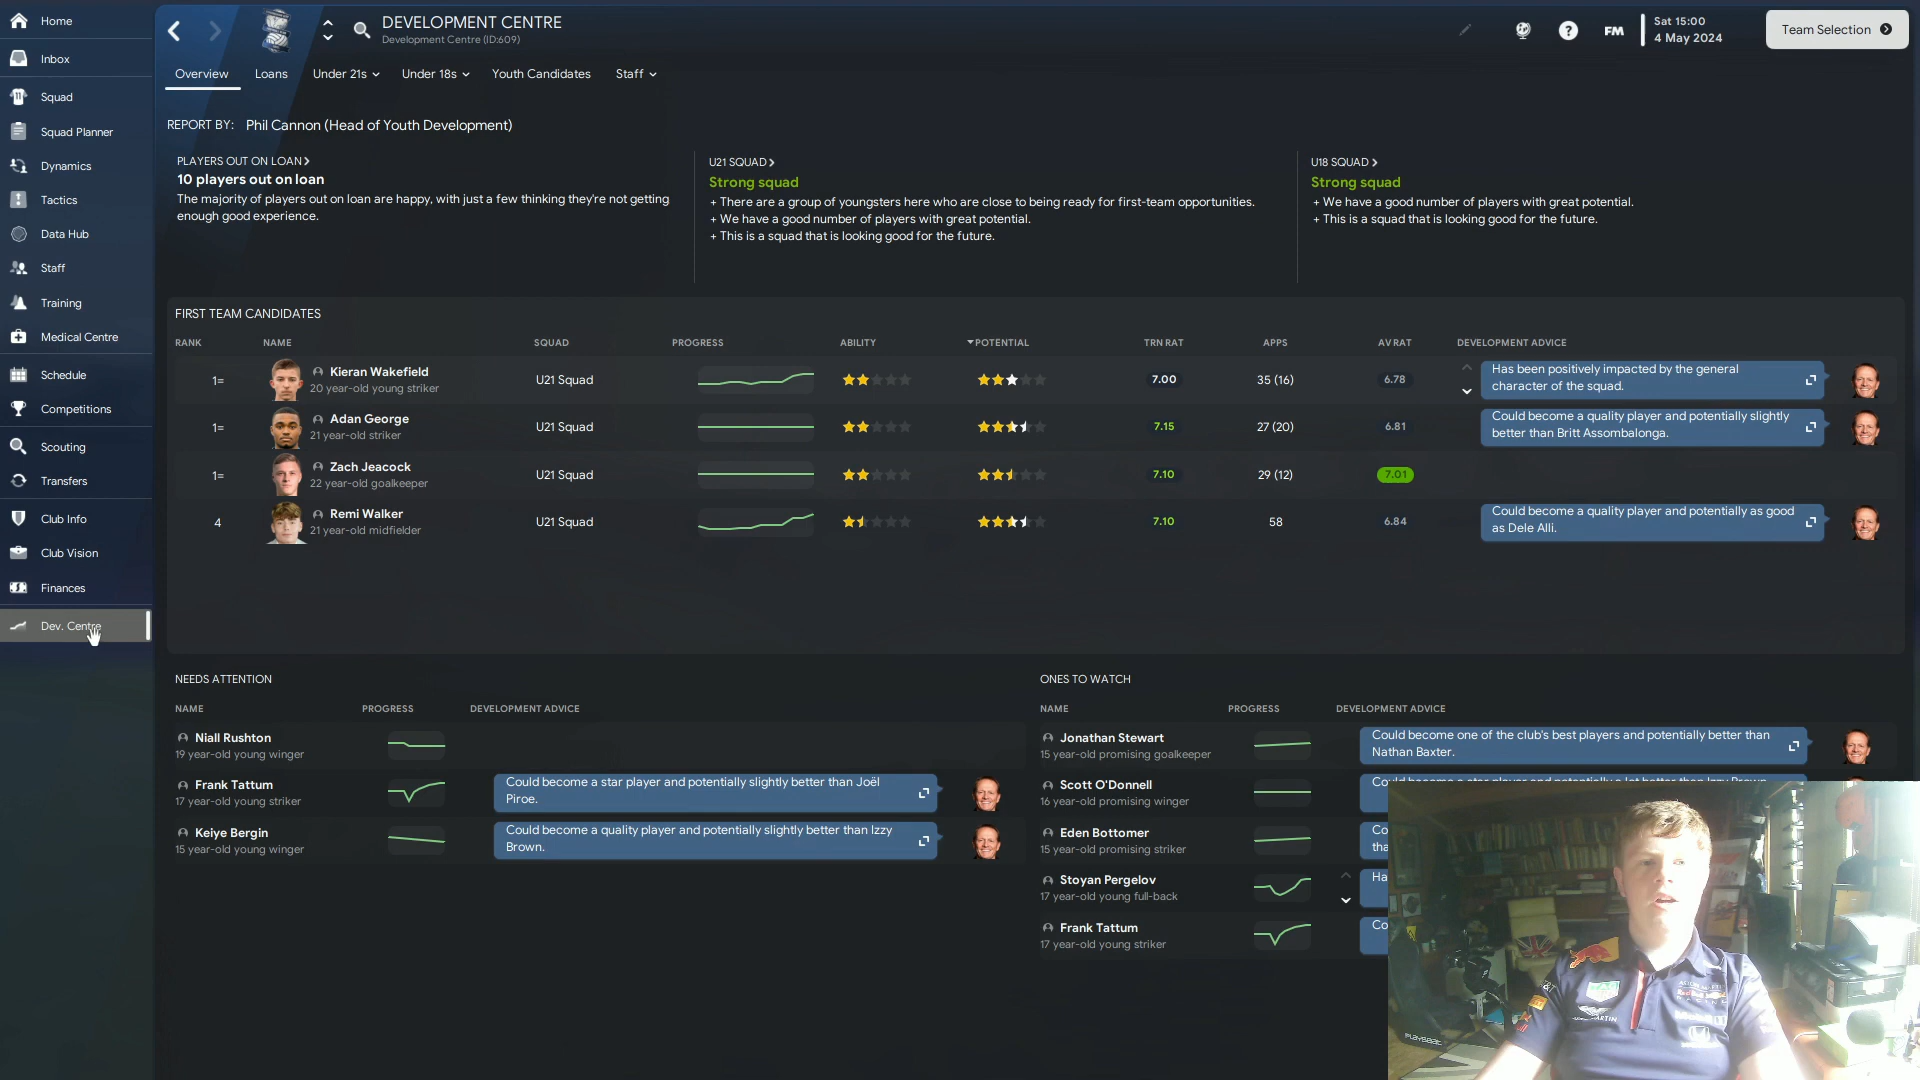 Home
Inbox
Squad
Squad Planner
Dynamics
Tactics
Data Hub
Staff
Training
Medical Centre
Schedule
Competitions
Scouting
Transfers
Club Info
Club Vision
Finances
Dev. Centre
DEVELOPMENT CENTRE
Development Centre (ID:609)
FM
Sat 15:00
4 May 2024
Team Selection
Overview Loans Under 21s Under 18s Youth Candidates Staff
REPORT BY: Phil Cannon (Head of Youth Development)
PLAYERS OUT ON LOAN
10 players out on loan
The majority of players out on loan are happy, with just a few thinking they're not getting
enough good experience.
U21 SQUAD
Strong squad
+ There are a group of youngsters here who are close to being ready for first-team opportunities.
+ We have a good number of players with great potential.
+ This is a squad that is looking good for the future.
U18 SQUAD
Strong squad
+ We have a good number of players with great potential.
+ This is a squad that is looking good for the future.
FIRST TEAM CANDIDATES
RANK NAME SQUAD PROGRESS ABILITY POTENTIAL TRN RAT APPS AV RAT DEVELOPMENT ADVICE
1= Kieran Wakefield U21 Squad 7.00 35 (16) 6.78
20 year-old young striker
Has been positively impacted by the general
character of the squad.
1= Adan George U21 Squad 7.15 27 (20) 6.81
21 year-old striker
Could become a quality player and potentially slightly
better than Britt Assombalonga.
1= Zach Jeacock U21 Squad 7.10 29 (12) 7.01
22 year-old goalkeeper
4 Remi Walker U21 Squad 7.10 58 6.84
21 year-old midfielder
Could become a quality player and potentially as good
as Dele Alli.
NEEDS ATTENTION
NAME PROGRESS DEVELOPMENT ADVICE
Niall Rushton
19 year-old young winger
Frank Tattum
17 year-old young striker
Could become a star player and potentially slightly better than Joël
Piroe.
Keiye Bergin
15 year-old young winger
Could become a quality player and potentially slightly better than Izzy
Brown.
ONES TO WATCH
NAME PROGRESS DEVELOPMENT ADVICE
Jonathan Stewart
15 year-old promising goalkeeper
Could become one of the club's best players and potentially better than
Nathan Baxter.
Scott O'Donnell
16 year-old promising winger
Eden Bottomer
15 year-old promising striker
Co
tha
Stoyan Pergelov
17 year-old young full-back
Ha
Frank Tattum
17 year-old young striker
Co